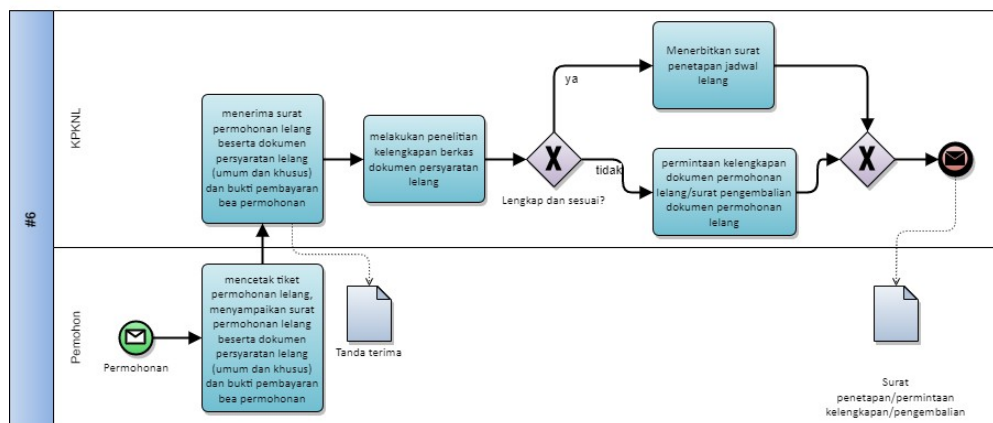 #6
KPKNL
menerima surat
permohonan lelang
beserta dokumen
persyaratan lelang
(umum dan khusus)
dan bukti pembayaran
bea permohonan
melakukan penelitian
kelengkapan berkas
dokumen persyaratan
lelang
X
Lengkap dan sesuai?
ya
Menerbitkan surat
penetapan jadwal
lelang
tidak
permintaan kelengkapan
dokumen permohonan
lelang/surat pengembalian
dokumen permohonan
lelang
X
Pemohon
Permohonan
mencetak tiket
permohonan lelang,
menyampaikan surat
permohonan lelang
beserta dokumen
persyaratan lelang
(umum dan khusus)
dan bukti pembayaran
bea permohonan
Tanda terima
Surat
penetapan/permintaan
kelengkapan/pengembalian